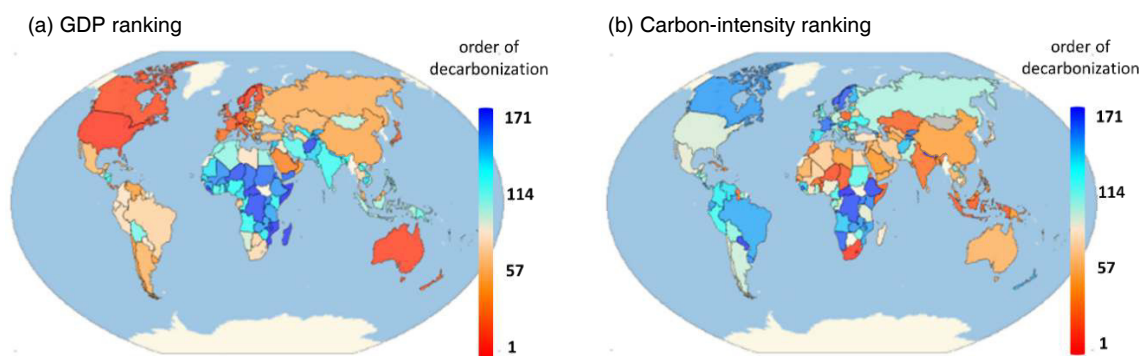 (a) GDP ranking
order of
decarbonization
171
114
57
1
(b) Carbon-intensity ranking
order of
decarbonization
171
114
57
1